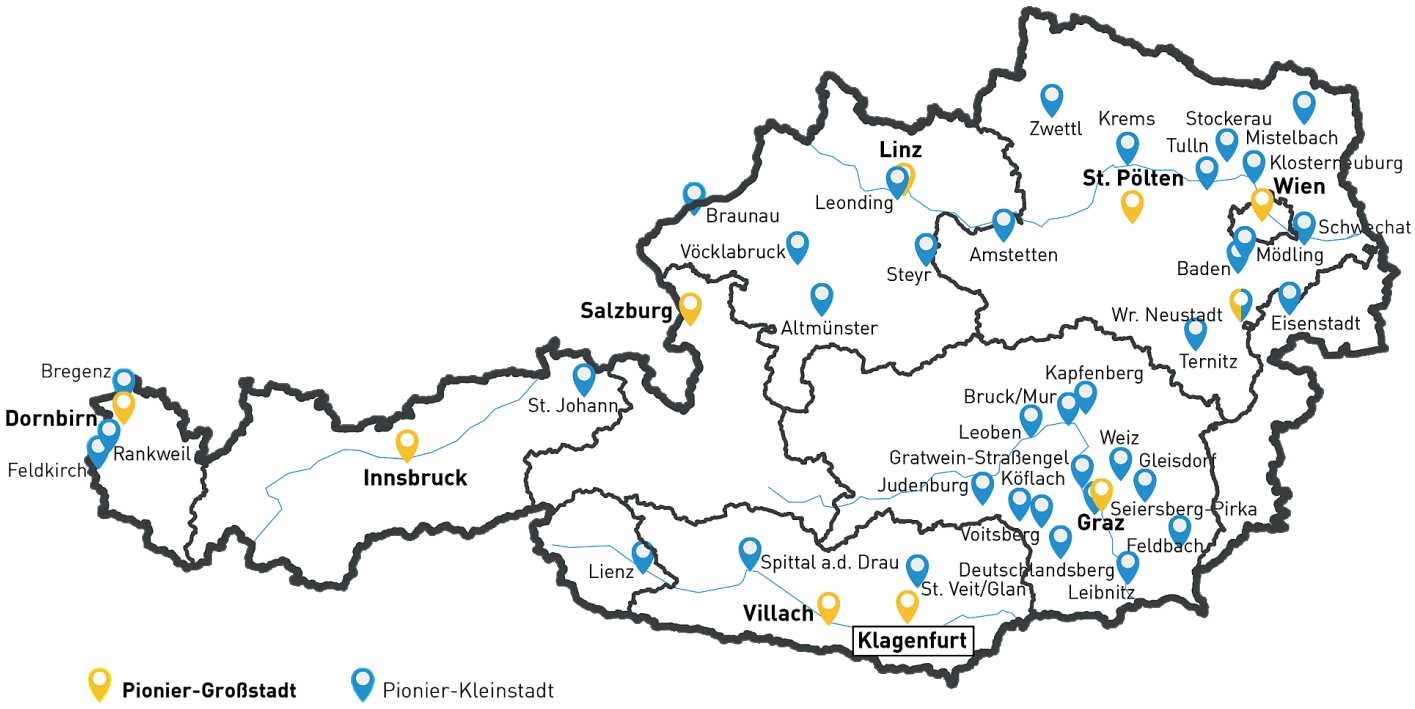 Zwettl
Krems
Stockerau
Mistelbach
Tulln
Klosterneuburg
Linz
St. Pölten
Wien
Leonding
Braunau
Schwechat
Vöcklabruck
Amstetten
Mödling
Steyr
Baden
Salzburg
Altmünster
Wr. Neustadt
Eisenstadt
Ternitz
Bregenz
Kapfenberg
St. Johann
Bruck/Mur
Dornbirn
Leoben
Weiz
Rankweil
Gratwein-Straßengel
Gleisdorf
Feldkirch
Innsbruck
Judenburg
Köflach
Seiersberg-Pirka
Graz
Voitsberg
Feldbach
Lienz
Spittal a.d. Drau
Deutschlandsberg
St. Veit/Glan
Leibnitz
Villach
Klagenfurt
Pionier-Großstadt
Pionier-Kleinstadt